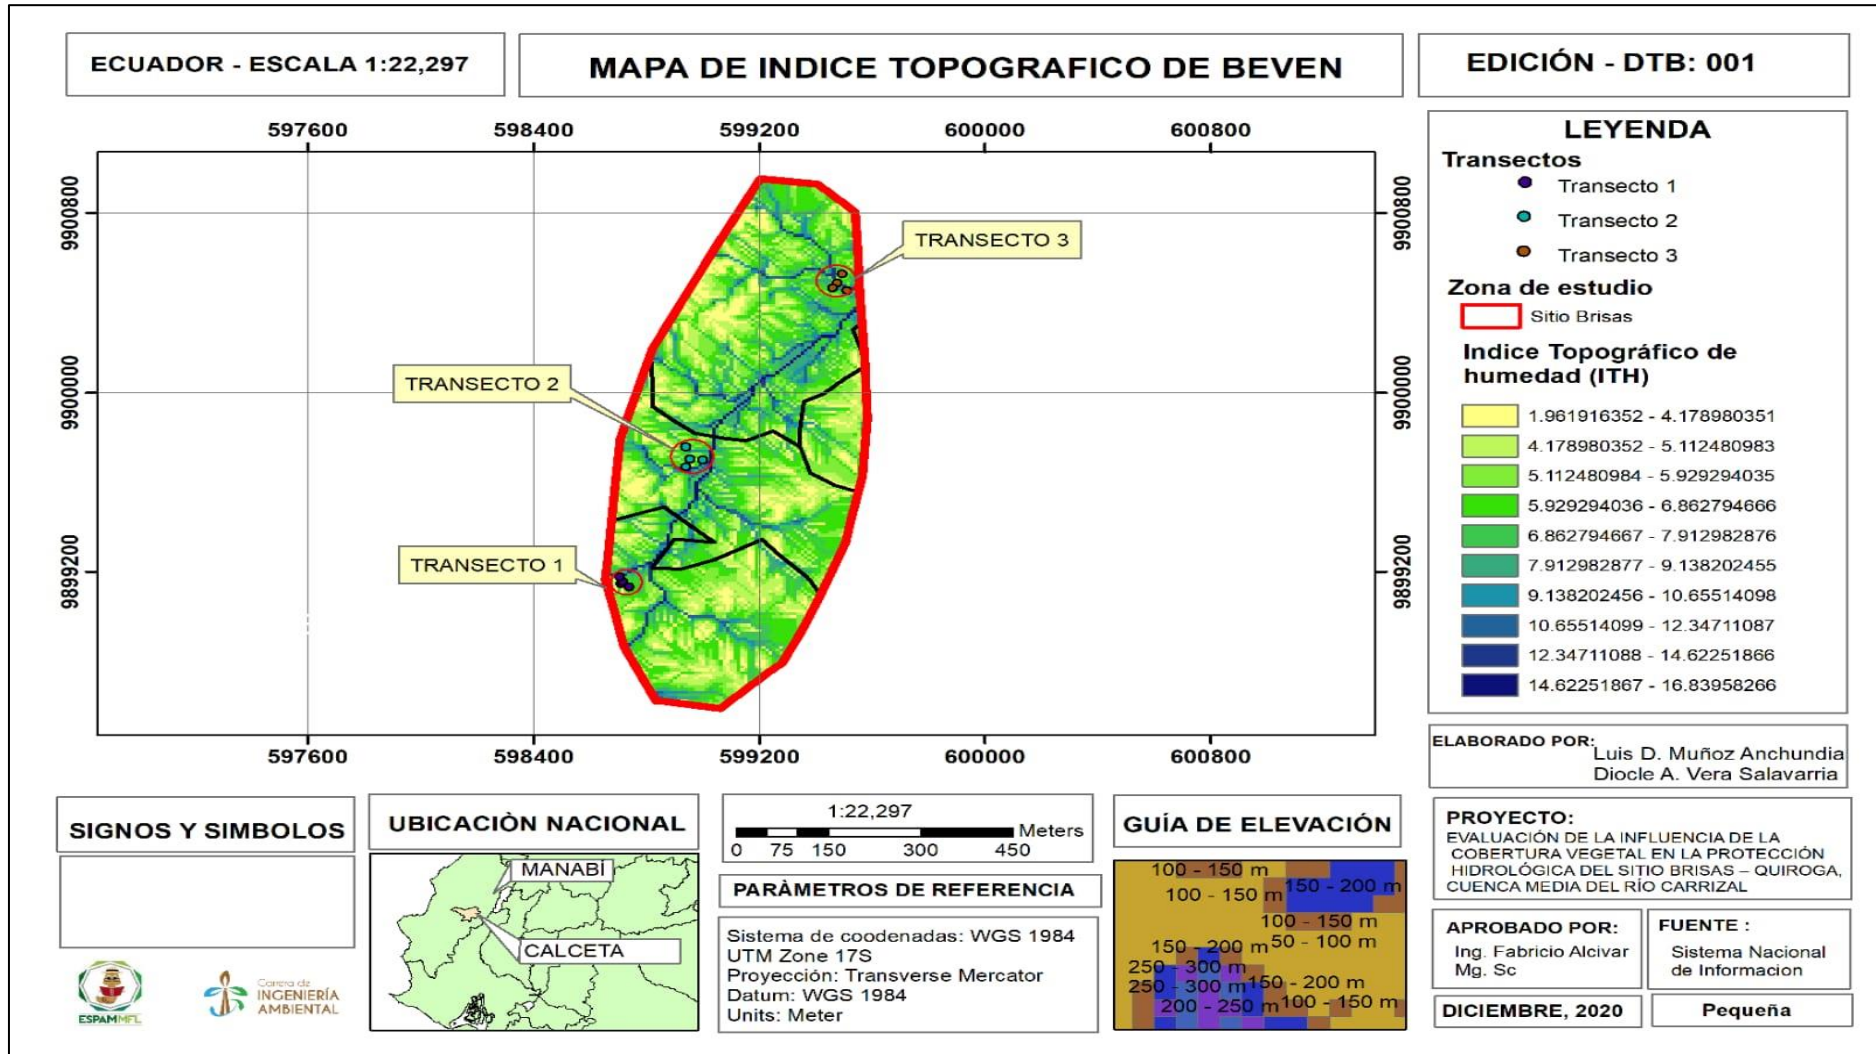 ECUADOR - ESCALA 1:22,297
MAPA DE INDICE TOPOGRAFICO DE BEVEN
EDICIÓN - DTB: 001
597600 598400 599200 600000 600800
9900800
9900000
9899200
9900800
9900000
9899200
TRANSECTO 3
TRANSECTO 2
TRANSECTO 1
597600 598400 599200 600000 600800
LEYENDA
Transectos
Transecto 1
Transecto 2
Transecto 3
Zona de estudio
Sitio Brisas
Indice Topográfico de
humedad (ITH)
1.961916352 - 4.178980351
4.178980352 - 5.112480983
5.112480984 - 5.929294035
5.929294036 - 6.862794666
6.862794667 - 7.912982876
7.912982877 - 9.138202455
9.138202456 - 10.65514098
10.65514099 - 12.34711087
12.34711088 - 14.62251866
14.62251867 - 16.83958266
ELABORADO POR:
Luis D. Muñoz Anchundia
Diocle A. Vera Salavarria
SIGNOS Y SIMBOLOS
ESPAMMFL
Carrera de
INGENIERÍA
AMBIENTAL
UBICACIÒN NACIONAL
MANABÍ
CALCETA
1:22,297
Meters
0 75 150 300 450
PARÀMETROS DE REFERENCIA
Sistema de coodenadas: WGS 1984
UTM Zone 17S
Proyección: Transverse Mercator
Datum: WGS 1984
Units: Meter
GUÍA DE ELEVACIÓN
100 - 150 m
150 - 200 m
100 - 150 m
100 - 150 m
50 - 100 m
150 - 200 m
250 - 300 m
150 - 200 m
250 - 300 m
100 - 150 m
200 - 250 m
PROYECTO:
EVALUACIÓN DE LA INFLUENCIA DE LA
COBERTURA VEGETAL EN LA PROTECCIÓN
HIDROLÓGICA DEL SITIO BRISAS – QUIROGA,
CUENCA MEDIA DEL RÍO CARRIZAL
APROBADO POR:
Ing. Fabricio Alcivar
Mg. Sc
FUENTE :
Sistema Nacional
de Informacion
DICIEMBRE, 2020
Pequeña